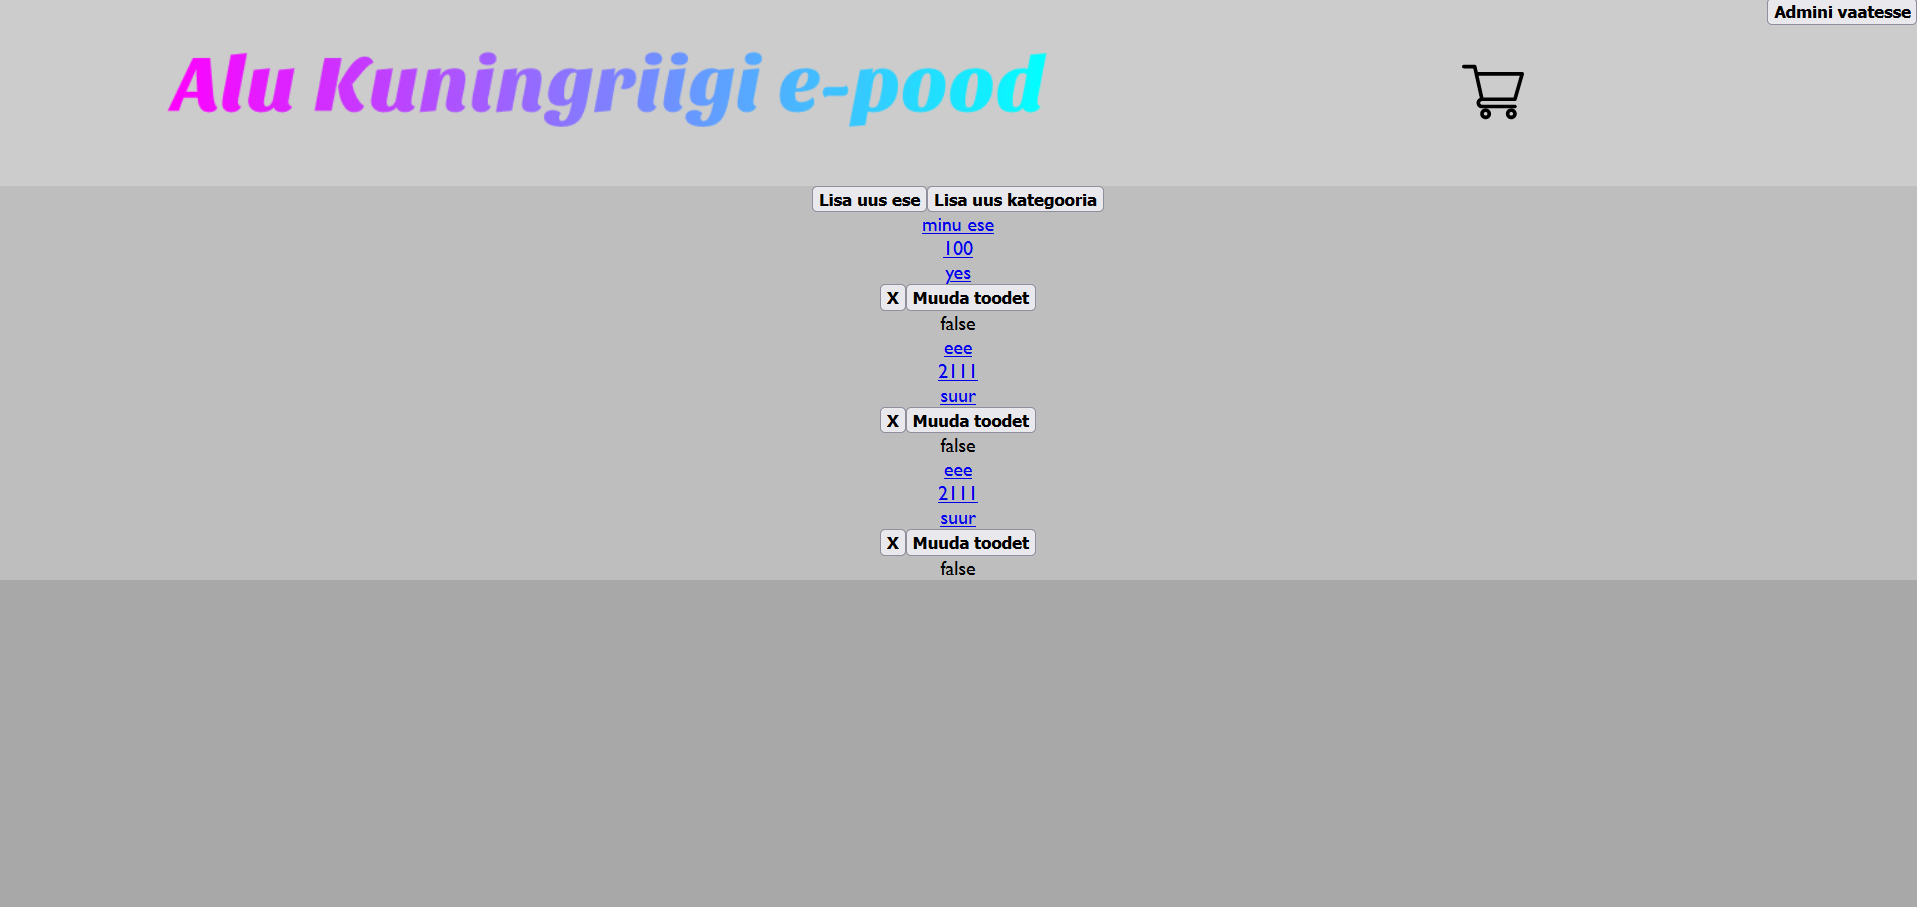 Admini vaatesse
Alu Kuningriigi e-pood
Lisa uus ese Lisa uus kategooria
minu ese
100
yes
X Muuda toodet
false
eee
2111
suur
X Muuda toodet
false
eee
2111
suur
X Muuda toodet
false